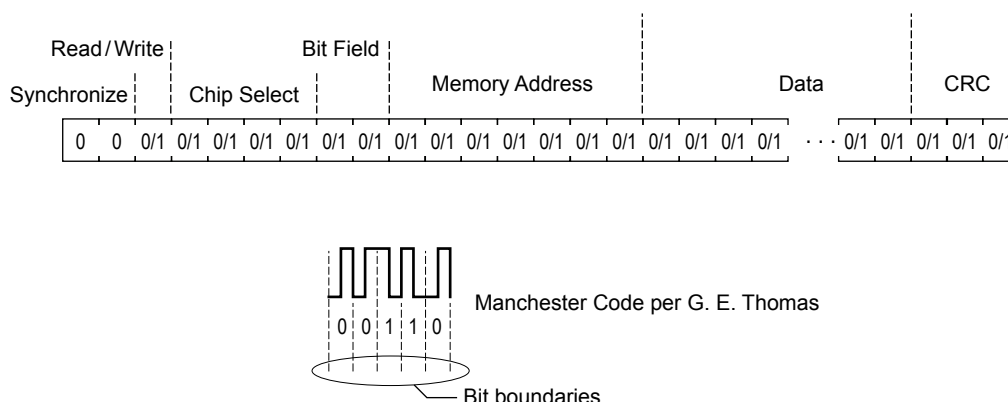 Read/Write
Bit Field
Synchronize
Chip Select
Memory Address
Data
CRC
0 0 0/1 0/1 0/1 0/1 0/1 0/1 0/1 0/1 0/1 0/1 0/1 0/1 0/1 0/1 0/1 0/1 0/1 0/1 ··· 0/1 0/1 0/1 0/1 0/1
Manchester Code per G. E. Thomas
0 0 1 1 0
Bit boundaries